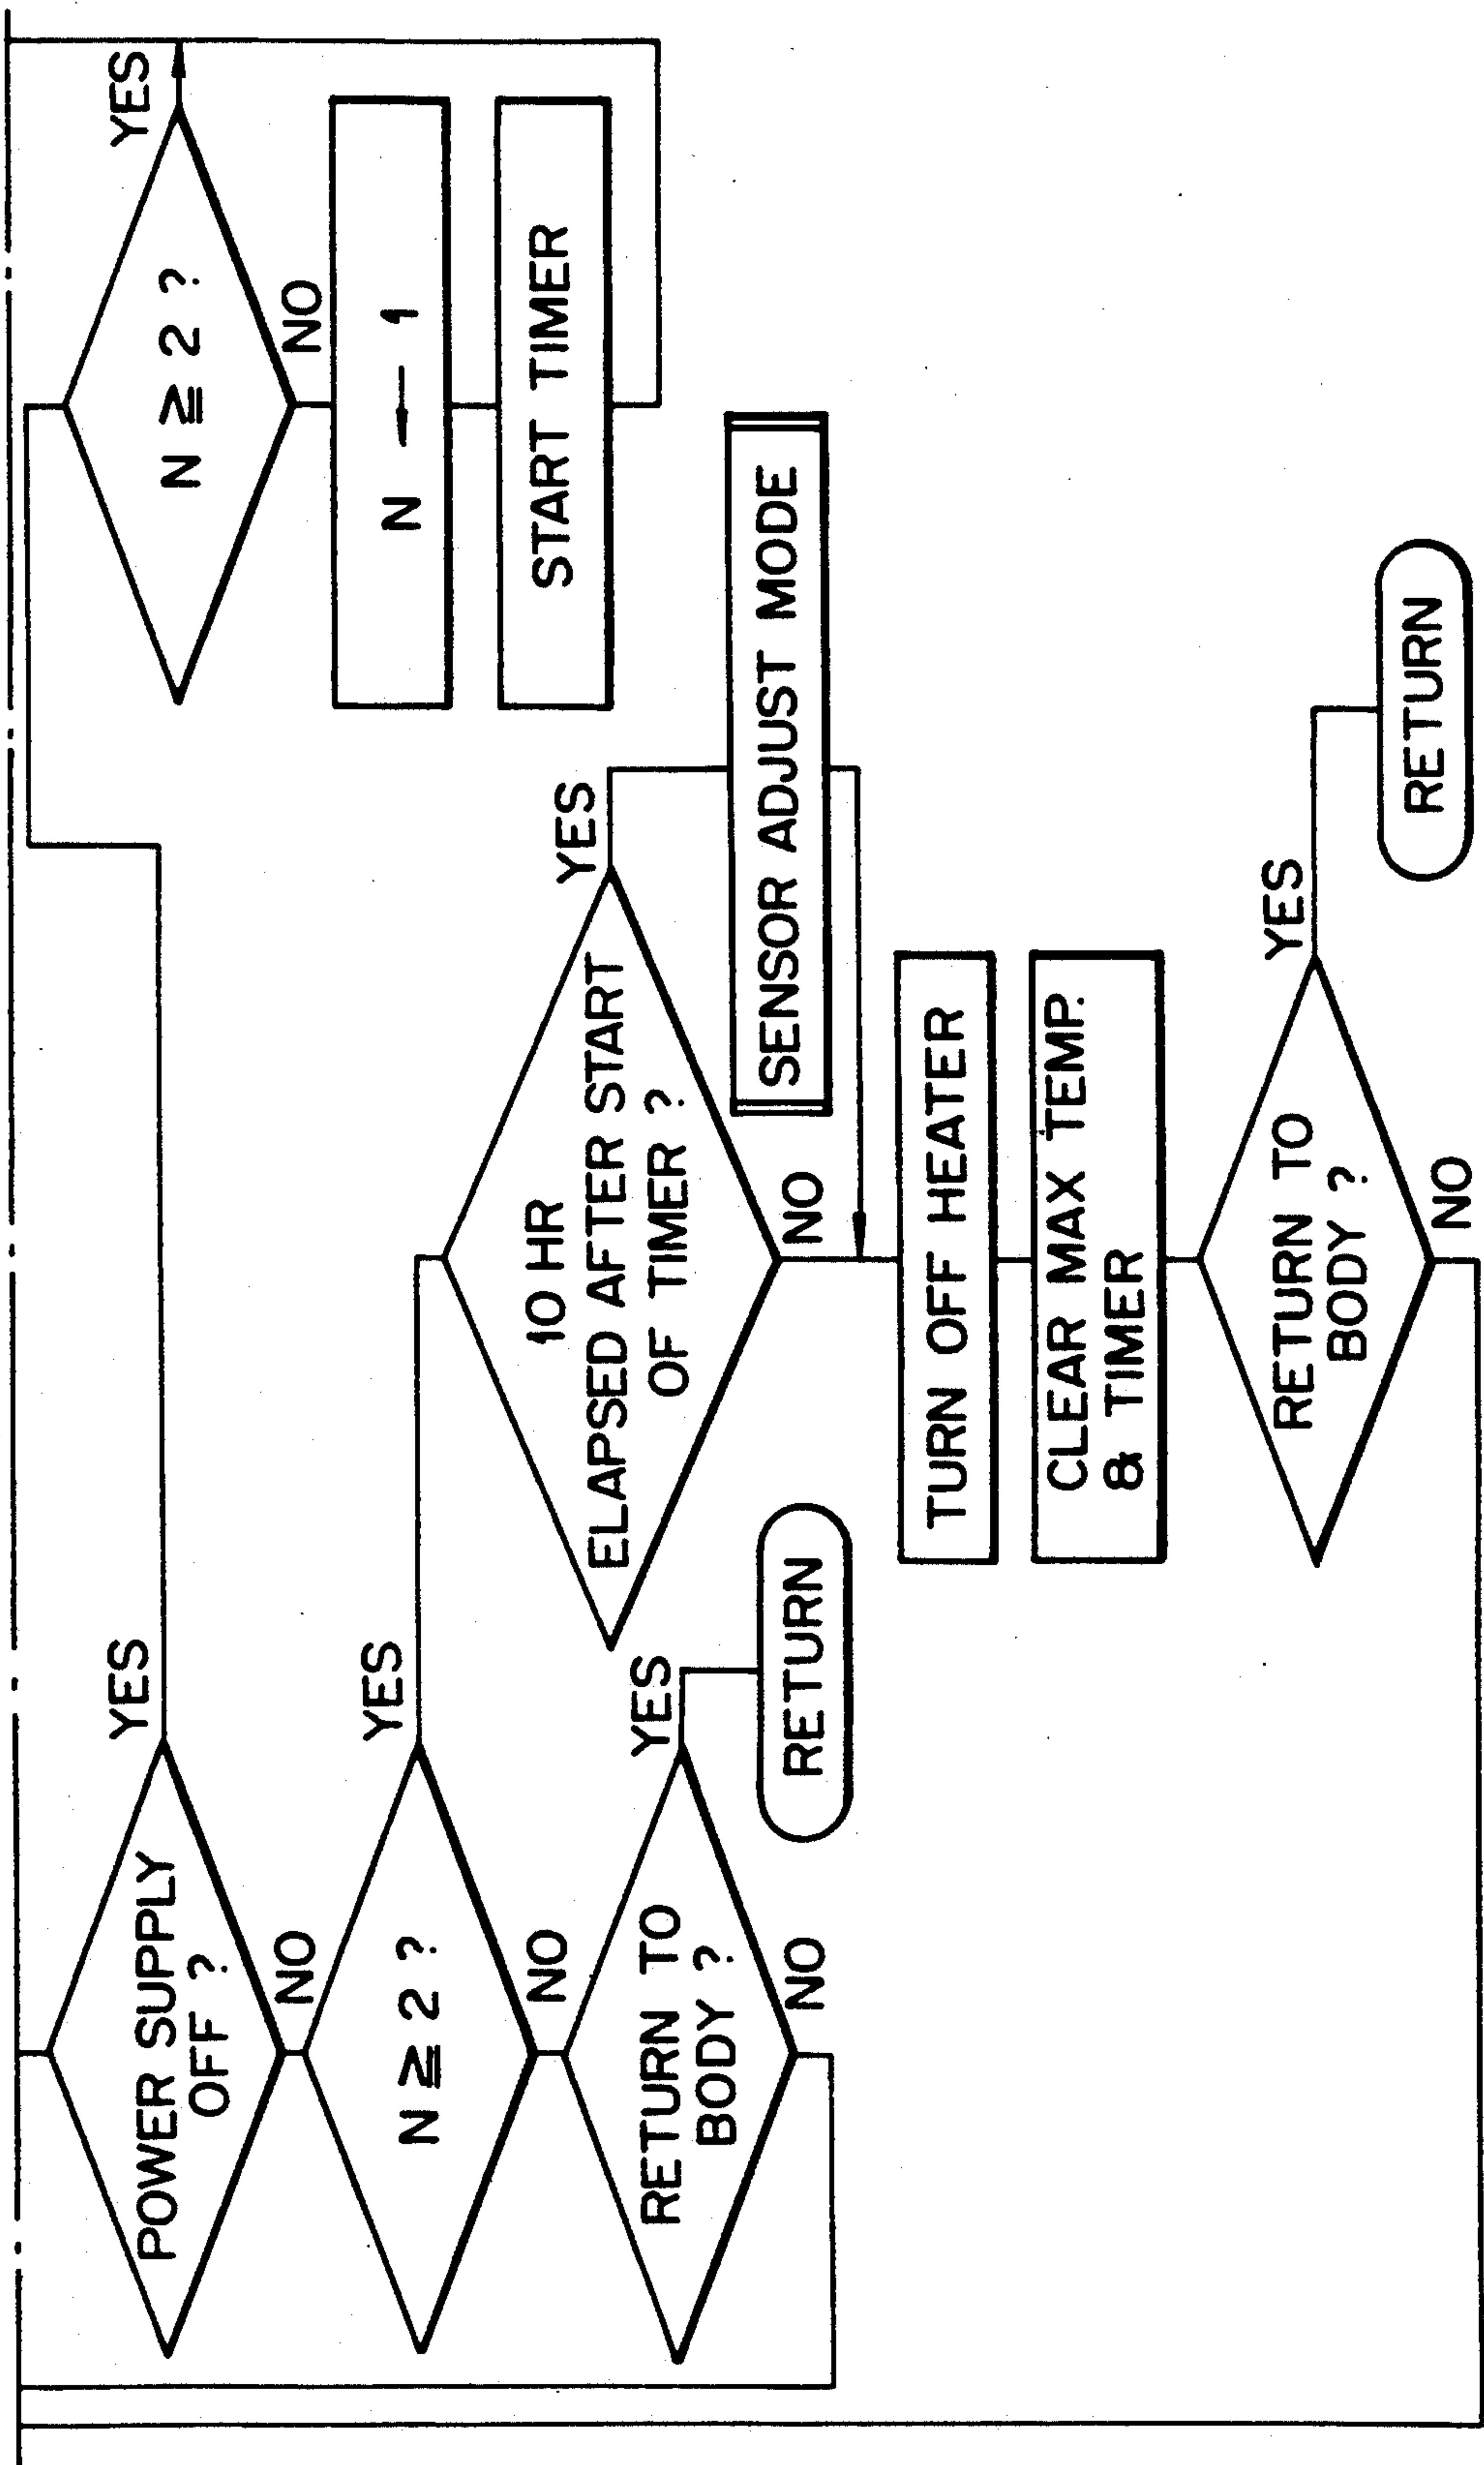 POWER SUPPLY
OFF ?
YES
NO
N ≧ 2 ?
YES
NO
RETURN TO
BODY ?
YES
NO
RETURN
10 HR
ELAPSED AFTER START
OF TIMER ?
YES
NO
SENSOR ADJUST MODE
TURN OFF HEATER
CLEAR MAX TEMP.
& TIMER
RETURN TO
BODY ?
YES
NO
RETURN
N ≧ 2 ?
YES
NO
N ← 1
START TIMER